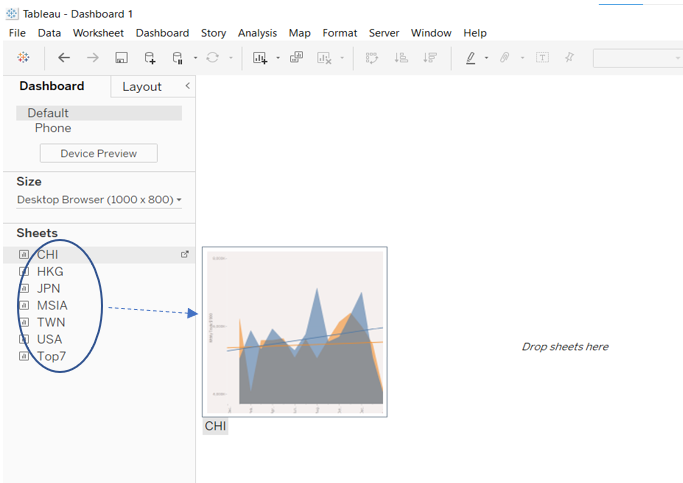 Tableau - Dashboard 1
File Data Worksheet Dashboard Story Analysis Map Format Server Window Help
Dashboard Layout
Default
Phone
Device Preview
Size
Desktop Browser (1000 x 800)
Sheets
CHI
HKG
JPN
MSIA
TWN
USA
Top7
CHI
Drop sheets here